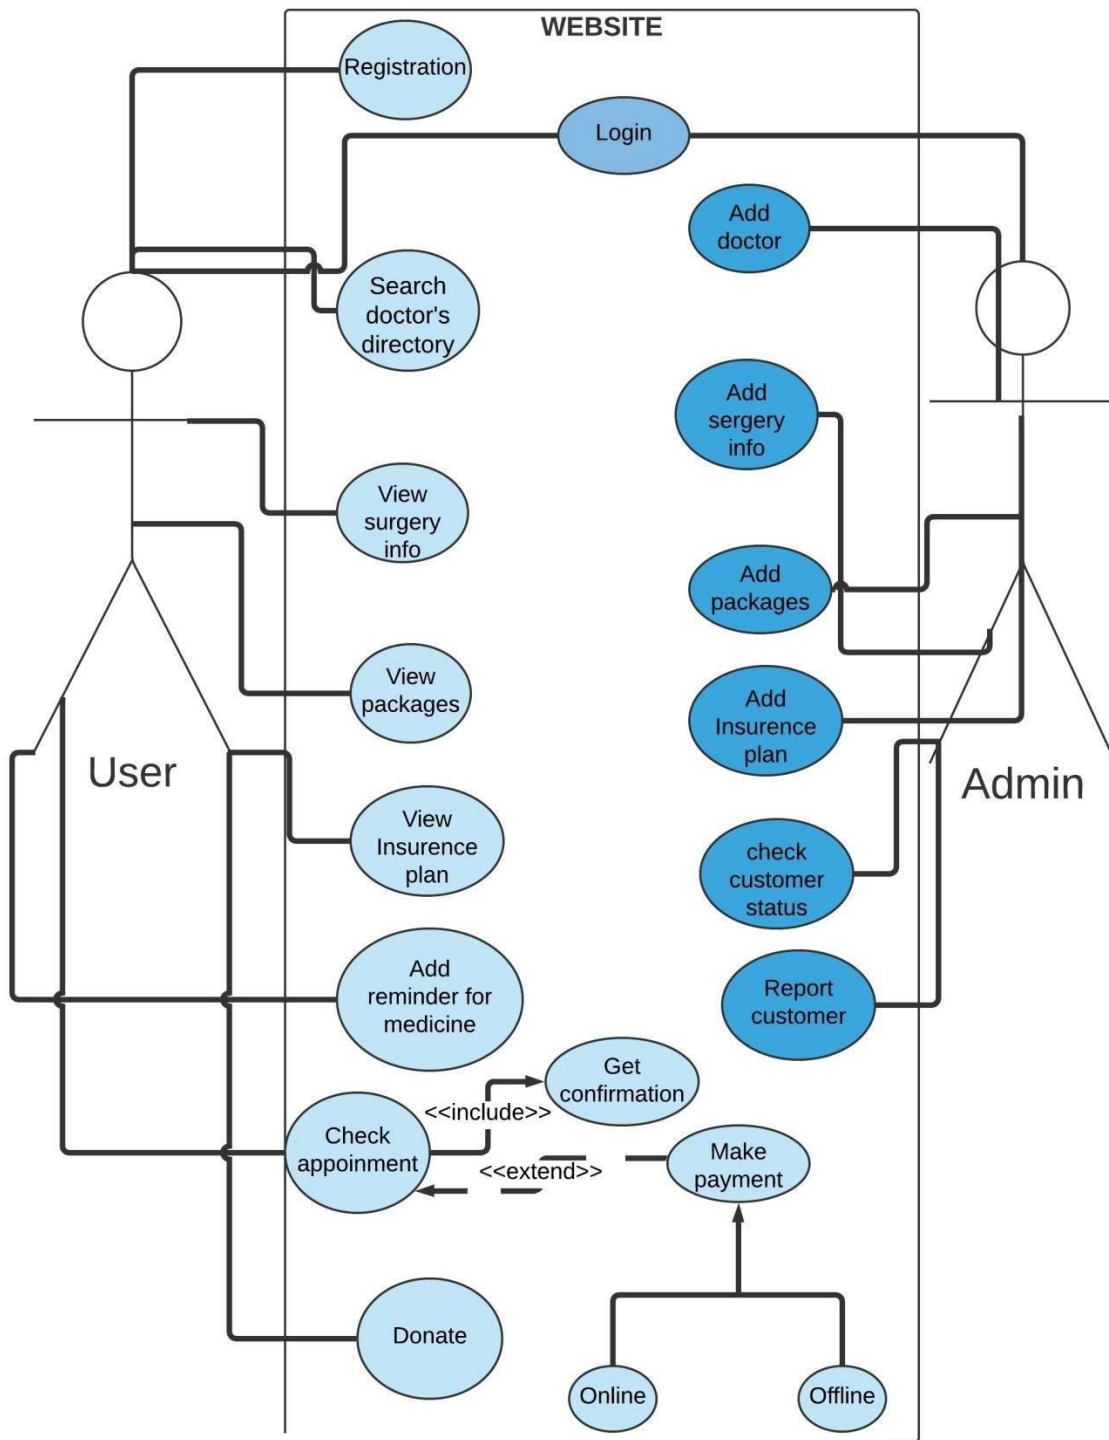 WEBSITE
Registration
Login
Add
doctor
Search
doctor's
directory
Add
sergery
info
View
surgery
info
Add
packages
View
packages
Add
Insurence
plan
User
Admin
View
Insurence
plan
check
customer
status
Add
reminder for
medicine
Report
customer
Get
confirmation
<<include>>
Check
appoinment
Make
payment
<<extend>>
Donate
Online
Offline